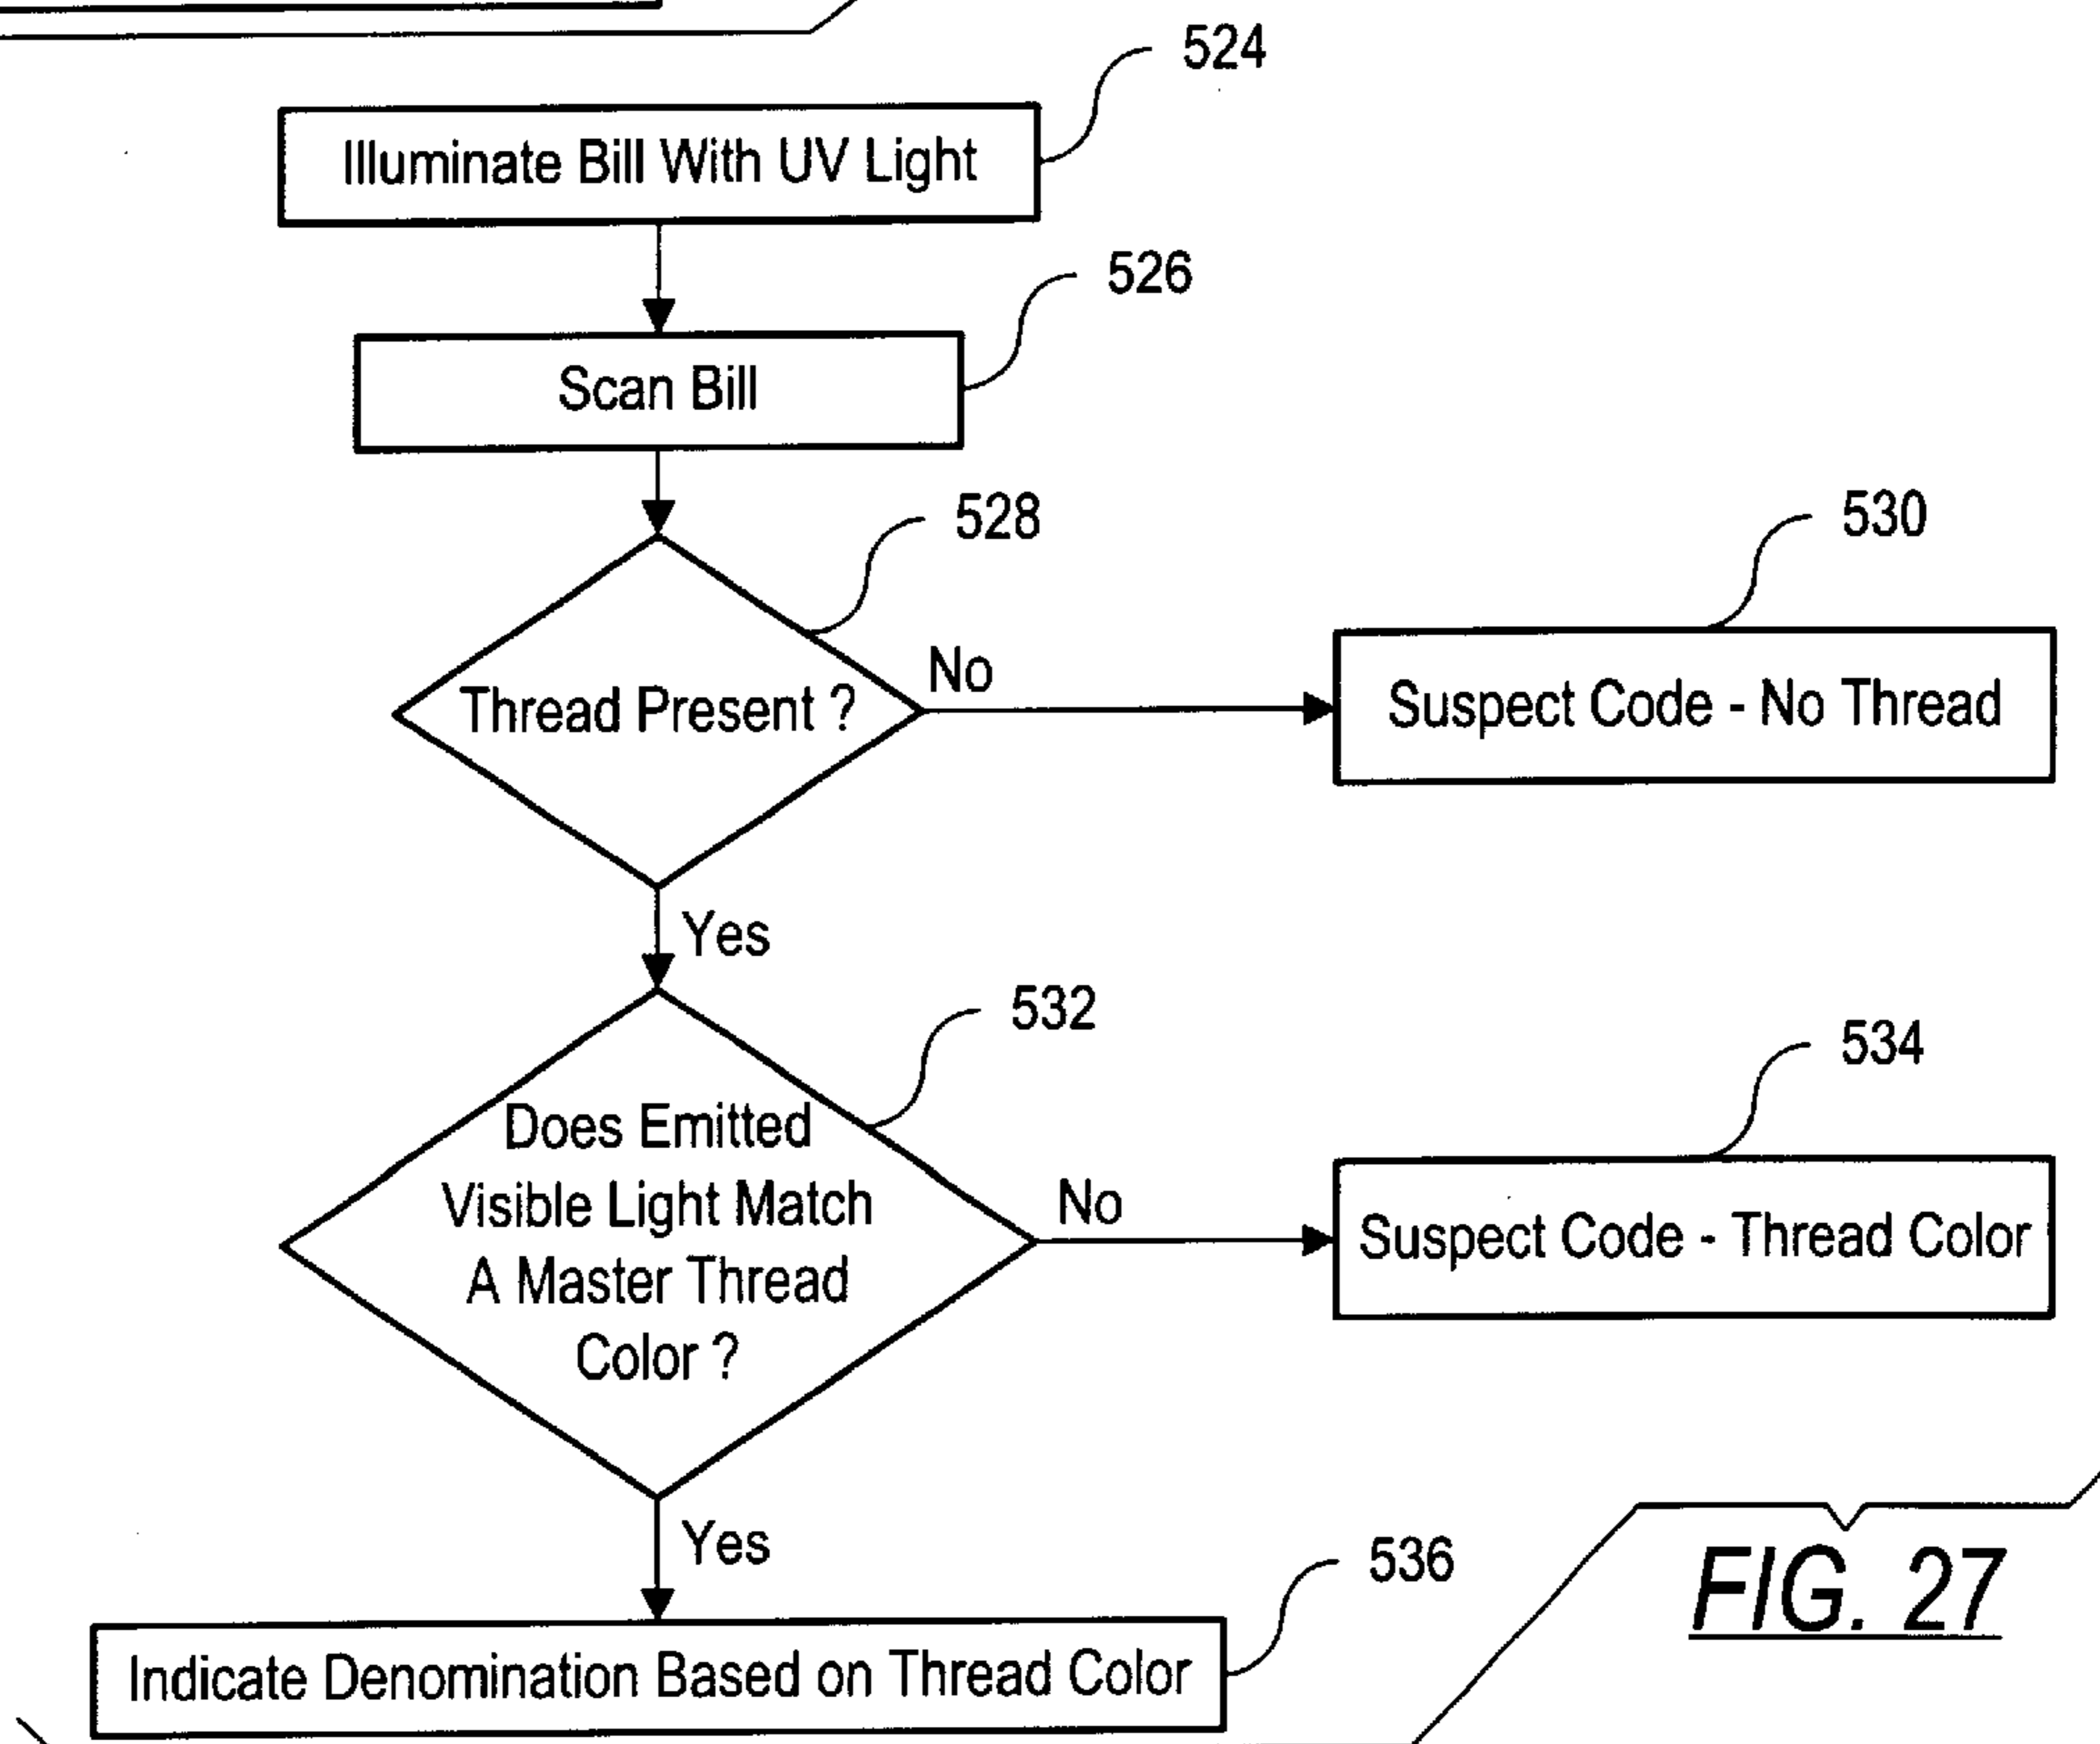 524
Illuminate Bill With UV Light
526
Scan Bill
528
530
No
Thread Present ?
Suspect Code - No Thread
Yes
532
534
Does Emitted
Visible Light Match
A Master Thread
Color ?
No
Suspect Code - Thread Color
Yes
536
Indicate Denomination Based on Thread Color
FIG. 27